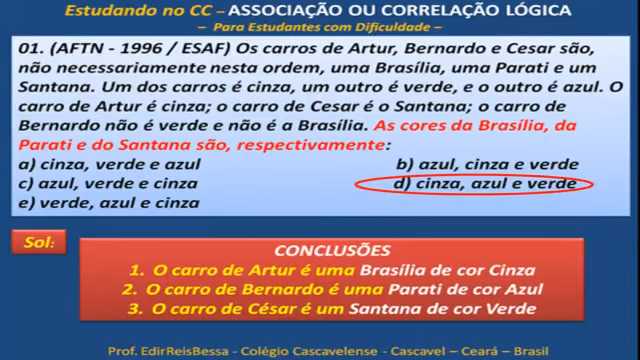 Estudando no CC – ASSOCIAÇÃO OU CORRELAÇÃO LÓGICA
– Para Estudantes com Dificuldade –
01. (AFTN - 1996 / ESAF) Os carros de Artur, Bernardo e Cesar são,
não necessariamente nesta ordem, uma Brasília, uma Parati e um
Santana. Um dos carros é cinza, um outro é verde, e o outro é azul. O
carro de Artur é cinza; o carro de Cesar é o Santana; o carro de
Bernardo não é verde e não é a Brasília. As cores da Brasília, da
Parati e do Santana são, respectivamente:
a) cinza, verde e azul b) azul, cinza e verde
c) azul, verde e cinza d) cinza, azul e verde
e) verde, azul e cinza
Sol:
CONCLUSÕES
1. O carro de Artur é uma Brasília de cor Cinza
2. O carro de Bernardo é uma Parati de cor Azul
3. O carro de César é um Santana de cor Verde
Prof. EdirReisBessa - Colégio Cascavelense - Cascavel – Ceará – Brasil